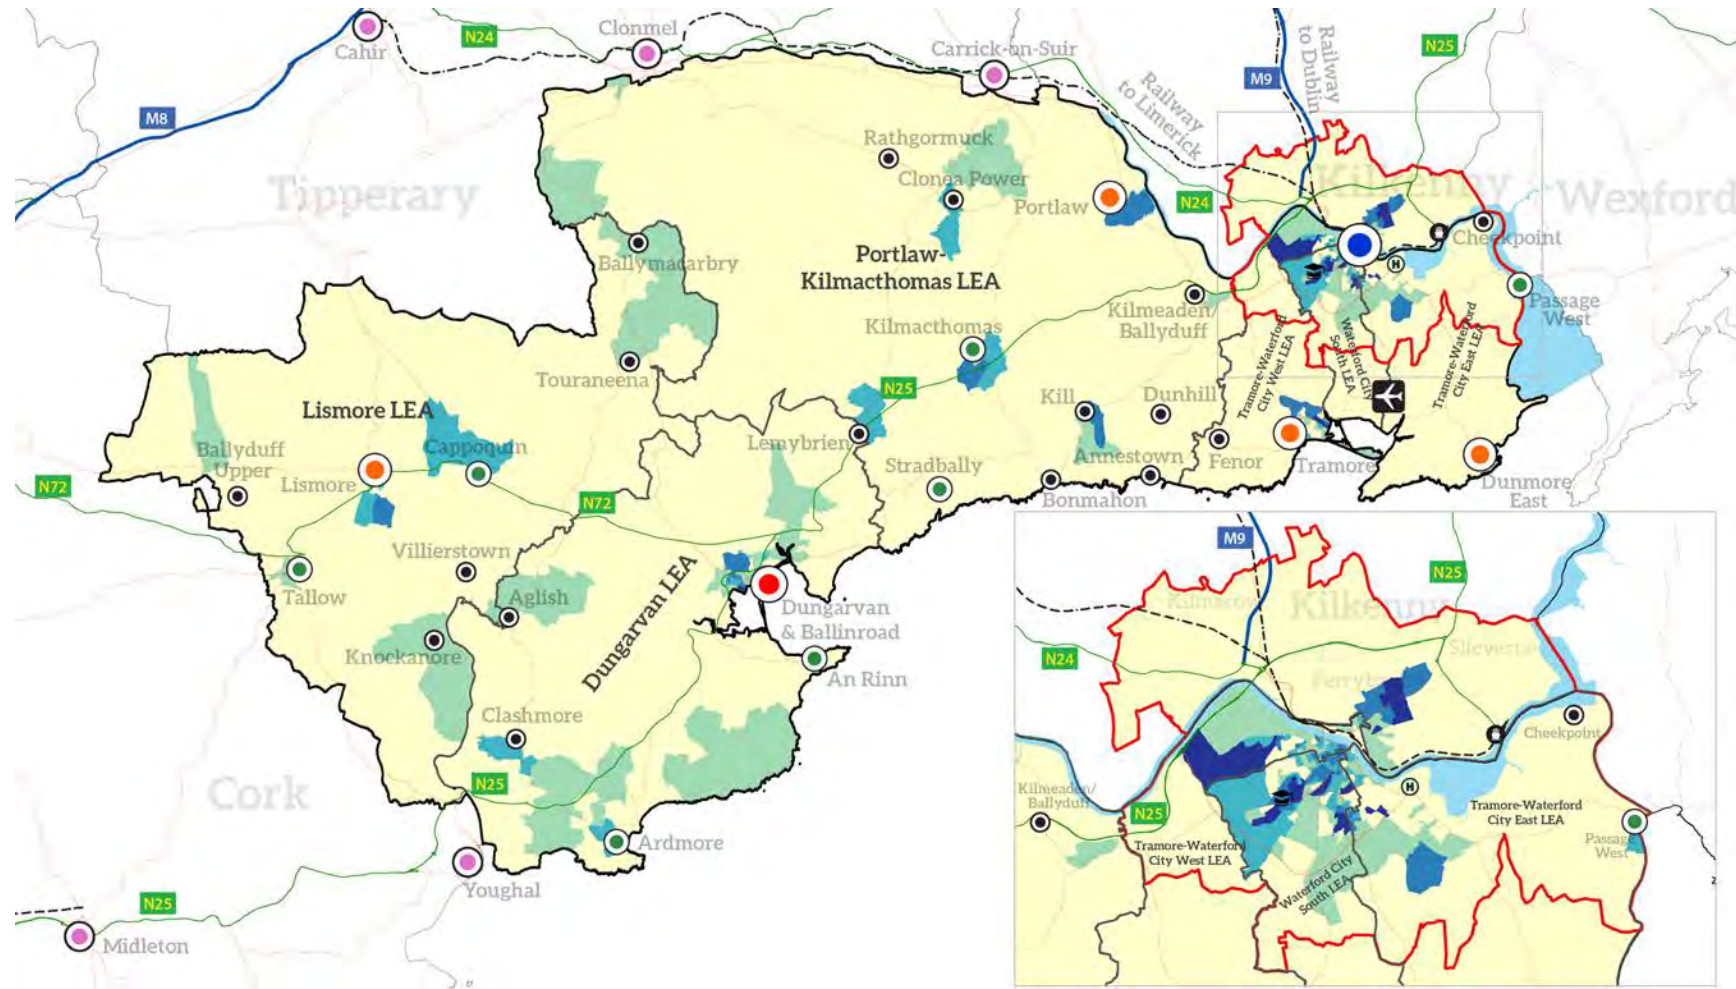 Cahir
N24
Clonmel
Carrick-on-Suir
Railway
to Limerick
M9
Railway
to Dublin
N25
M8
Tipperary
Rathgormuck
Clonea Power
Portlaw
N24
Kilkenny
Wexford
Cheekpoint
H
Passage
West
Ballymacarbry
Portlaw-
Kilmacthomas LEA
Kilmacthomas
Kilmeaden/
Ballyduff
Tramore-Waterford
City West LEA
Waterford City
South LEA
Tramore-Waterford
City East LEA
Touraneena
N25
Lismore LEA
Kill
Dunhill
Ballyduff
Upper
Cappoquin
Lemybrien
Stradbally
Annestown
Fenor
Tramore
Dunmore
East
N72
Lismore
N72
Bonmahon
Villierstown
Tallow
Aglish
Dungarvan LEA
Dungarvan
& Ballinroad
Knockanore
An Rinn
Clashmore
N25
Cork
Ardmore
Youghal
N25
Midleton
M9
N25
Kilkenny
N24
Cheekpoint
H
Kilmeaden/
Ballyduff
N25
Tramore-Waterford
City East LEA
Tramore-Waterford
City West LEA
Passage
West
Waterford City
South LEA